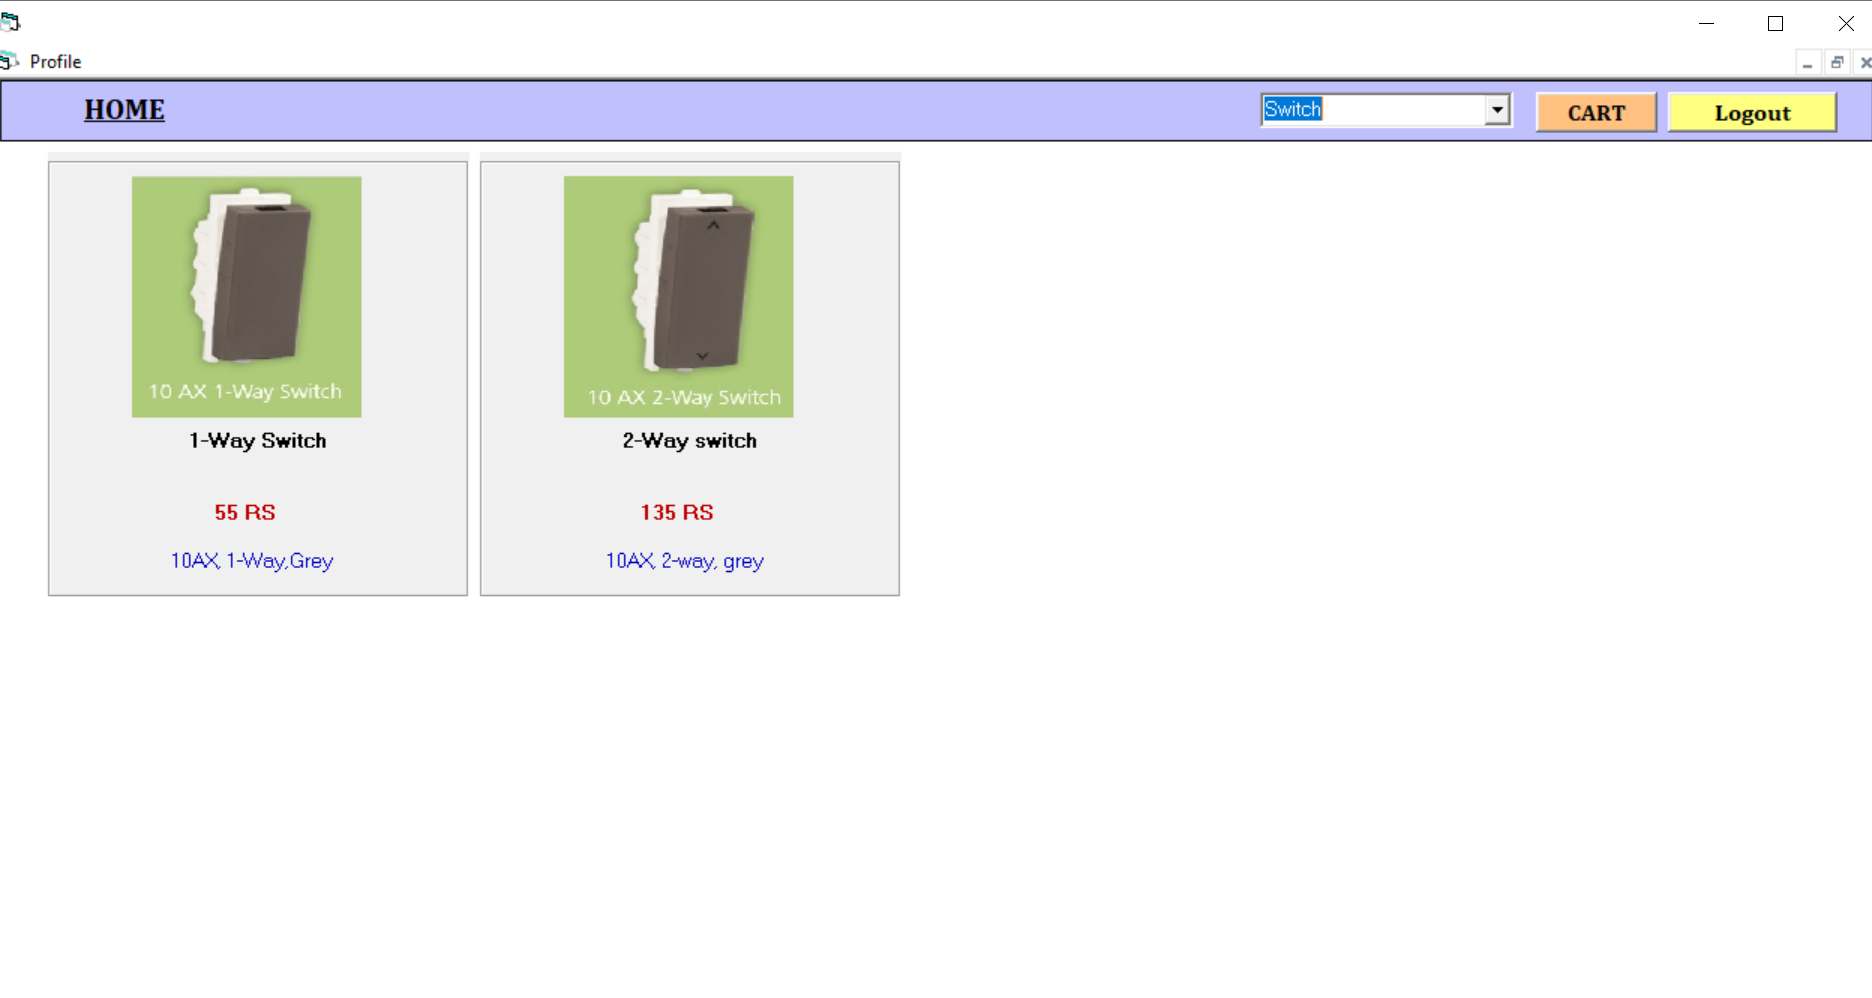 Profile
HOME
Switch
CART
Logout
10 AX 1-Way Switch
1-Way Switch
55 RS
10AX, 1-Way,Grey
10 AX 2-Way Switch
2-Way switch
135 RS
10AX, 2-way, grey